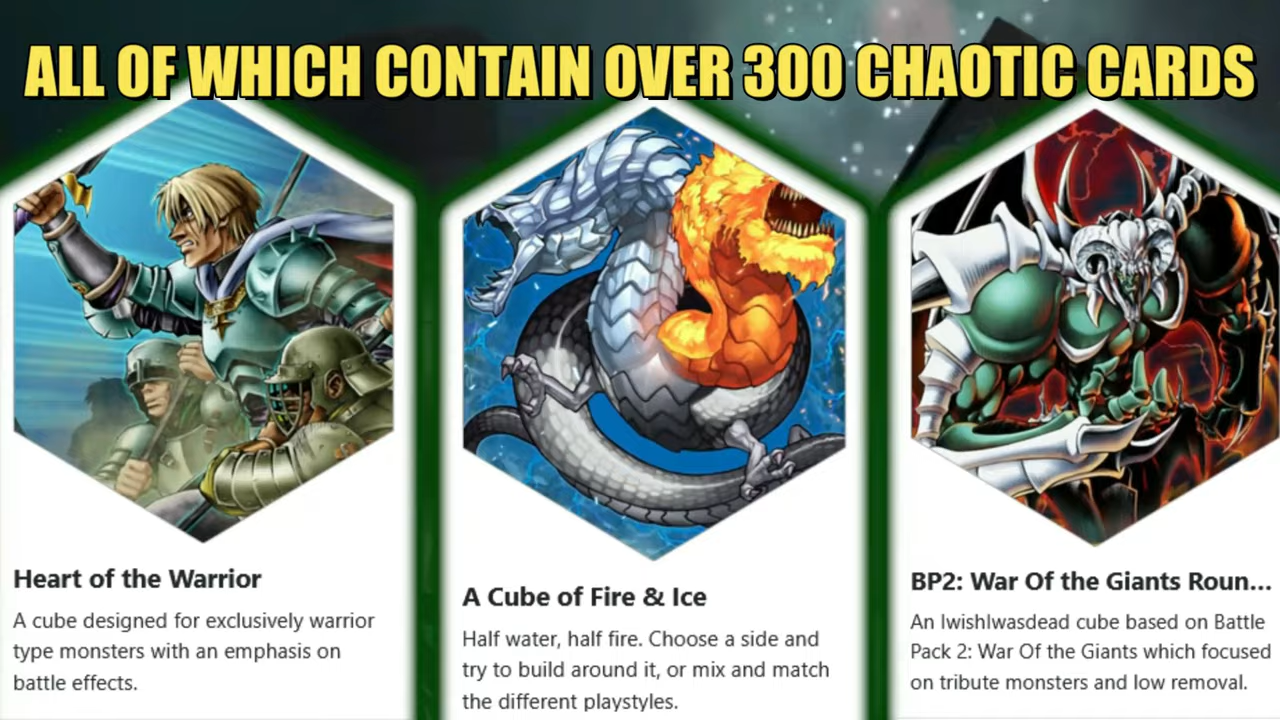 ALL OF WHICH CONTAIN OVER 300 CHAOTIC CARDS
Heart of the Warrior
A cube designed for exclusively warrior
type monsters with an emphasis on
battle effects.
A Cube of Fire & Ice
Half water, half fire. Choose a side and
try to build around it, or mix and match
the different playstyles.
BP2: War Of the Giants Roun...
An IwishIwasdead cube based on Battle
Pack 2: War Of the Giants which focused
on tribute monsters and low removal.